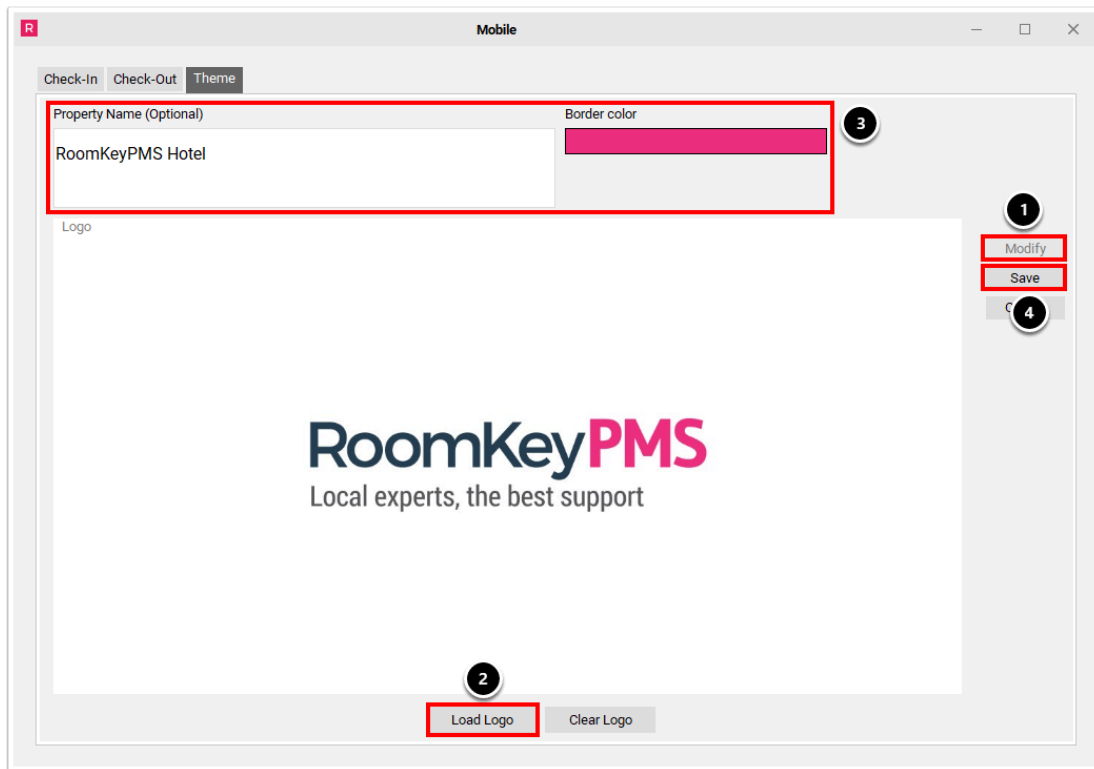 R
Mobile
Check-In Check-Out Theme
Property Name (Optional) Border color
3
RoomKeyPMS Hotel
1
Logo
Modify
Save
4
RoomKeyPMS
Local experts, the best support
2
Load Logo Clear Logo